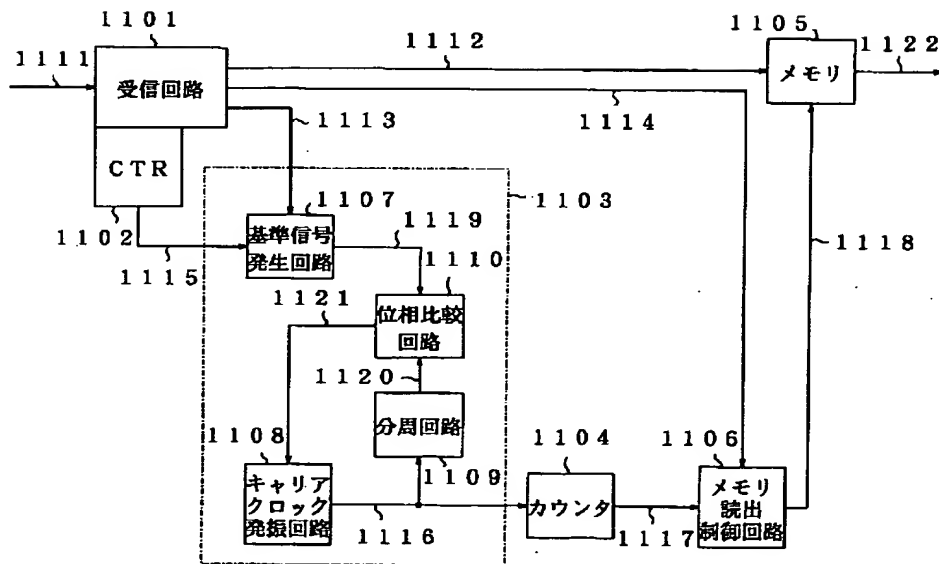 1101
1111
受信回路
CTR
1102
1115
1112
1113
1114
1105
メモリ
1122
1103
1107
基準信号
発生回路
1119
1110
位相比較
回路
1121
1120
分周回路
1109
1108
キャリア
クロック
発振回路
1116
1104
カウンタ
1117
1106
メモリ
読出
制御回路
1118